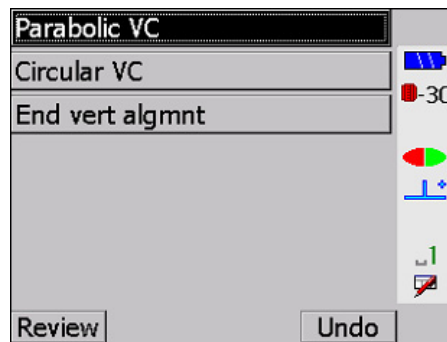 Parabolic VC
Circular VC
-30
End vert algmnt
1
Review
Undo